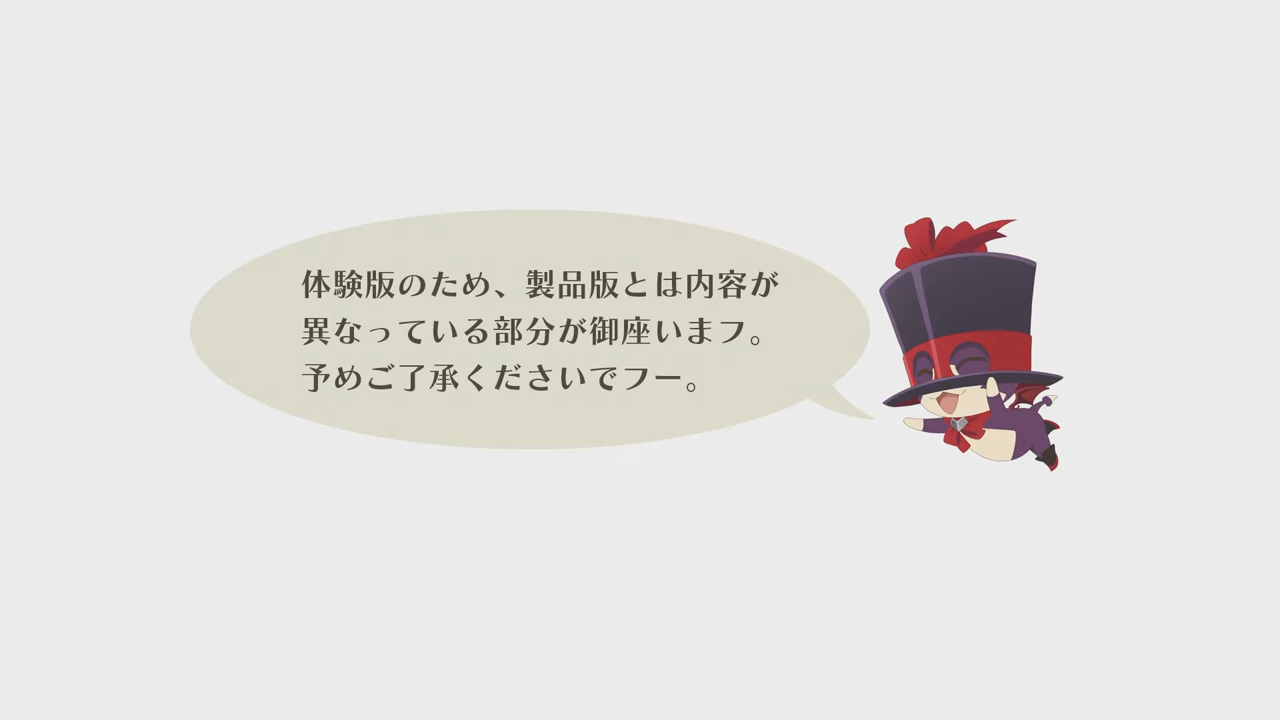 体験版のため、製品版とは内容が
異なっている部分が御座いまフ。
予めご了承くださいでフー。